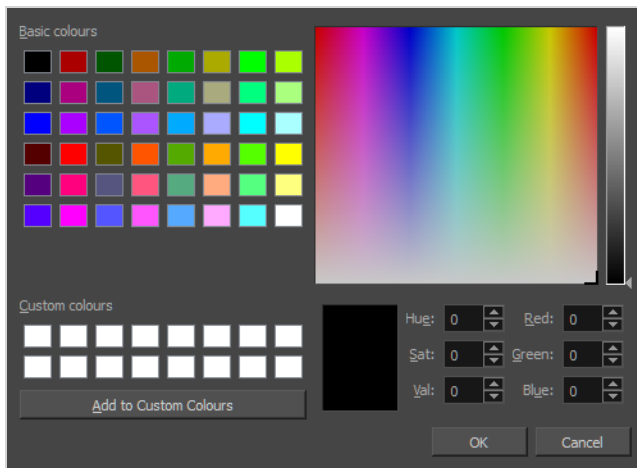 Basic colours
Custom colours
Add to Custom Colours
Hue: 0 Red: 0
Sat: 0 Green: 0
Val: 0 Blue: 0
OK Cancel